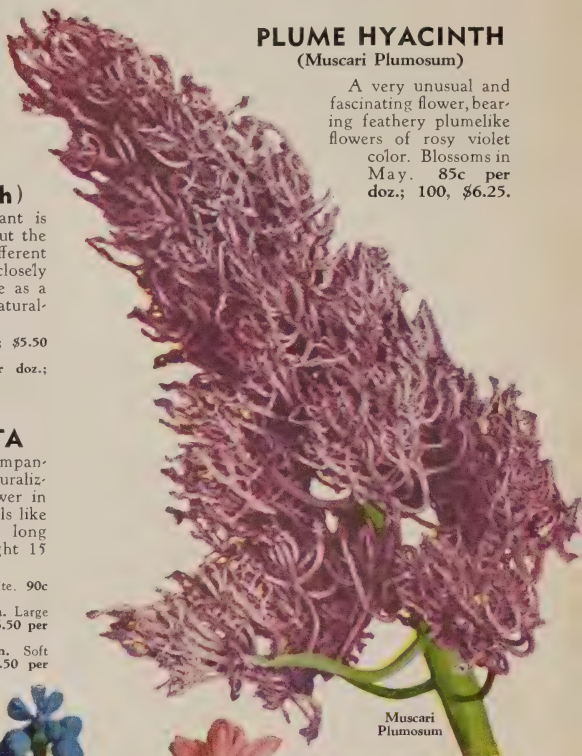 PLUME HYACINTH
(Muscari Plumosum)
A very unusual and
fascinating flower, bear-
ing feathery plumelike
flowers of rosy violet
color. Blossoms in
May. 85c per
doz.; 100, $6.25.
h)
ant is
ut the
fferent
closely
e as a
atural-
; $5.50
r doz.;
TA
mpan-
uraliz-
wer in
ls like
long
ght 15
te. 90c
n. Large
.50 per
n. Soft
.50 per
Muscari
Plumosum